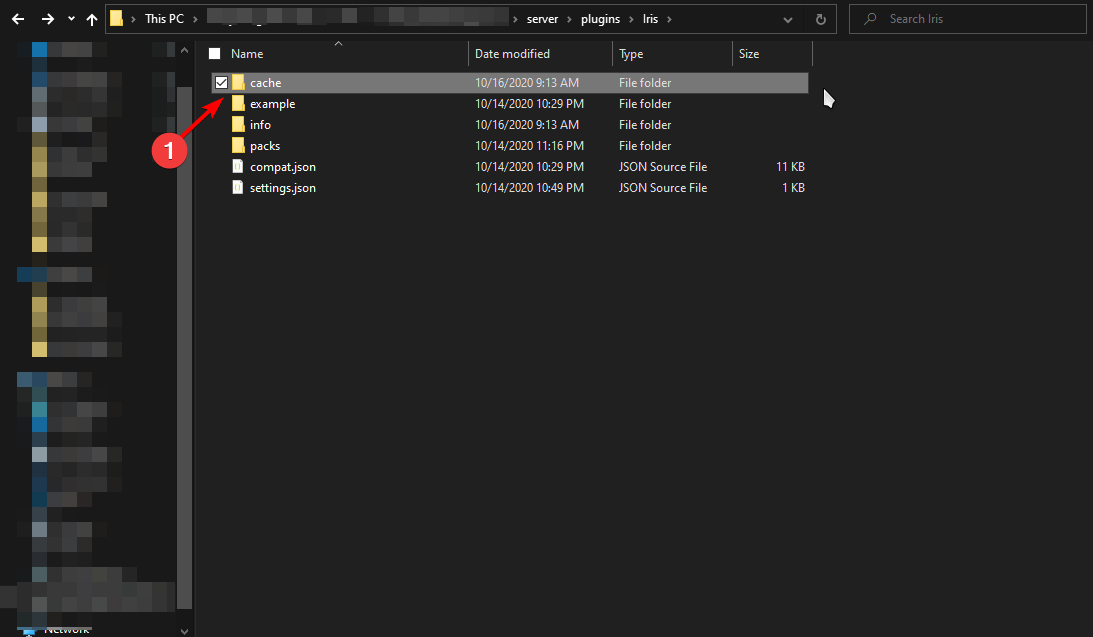 This PC server plugins Iris Search Iris
Name Date modified Type Size
cache 10/16/2020 9:13 AM File folder
example 10/14/2020 10:29 PM File folder
info 10/16/2020 9:13 AM File folder
packs 10/14/2020 11:16 PM File folder
compat.json 10/14/2020 10:29 PM JSON Source File 11 KB
settings.json 10/14/2020 10:49 PM JSON Source File 1 KB
1
Network